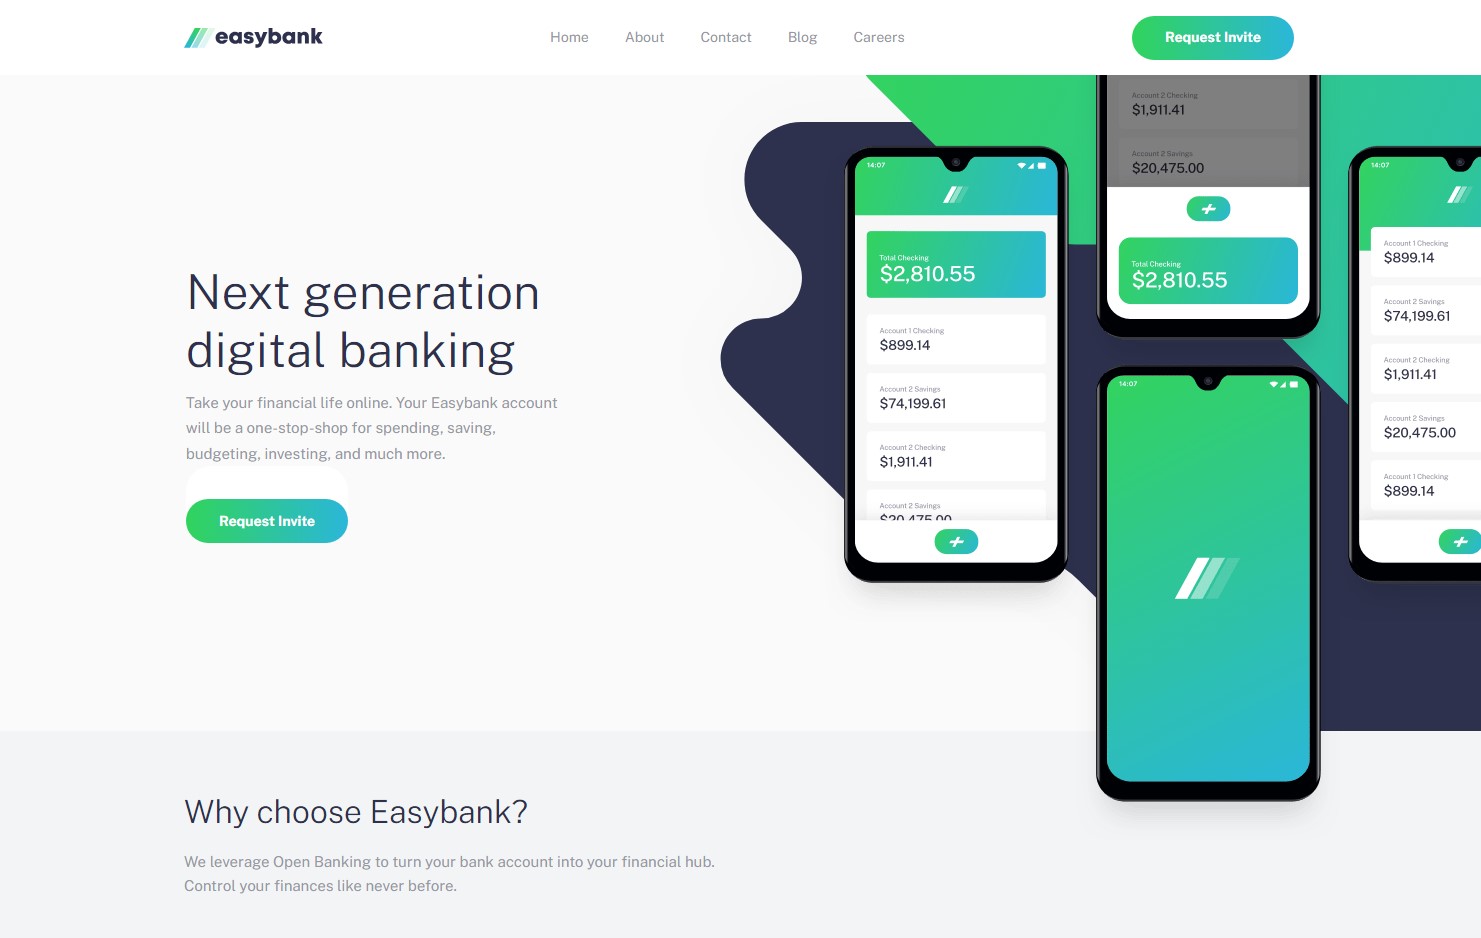 easybank
Home
About
Contact
Blog
Careers
Request Invite
Next generation
digital banking
Take your financial life online. Your Easybank account
will be a one-stop-shop for spending, saving,
budgeting, investing, and much more.
Request Invite
14:07
Total Checking
$2,810.55
Account 1 Checking
$899.14
Account 2 Savings
$74,199.61
Account 2 Checking
$1,911.41
Account 2 Savings
$20,475.00
Account 2 Checking
$1,911.41
Account 2 Savings
$20,475.00
Total Checking
$2,810.55
14:07
14:07
Account 1 Checking
$899.14
Account 2 Savings
$74,199.61
Account 2 Checking
$1,911.41
Account 2 Savings
$20,475.00
Account 1 Checking
$899.14
Why choose Easybank?
We leverage Open Banking to turn your bank account into your financial hub.
Control your finances like never before.